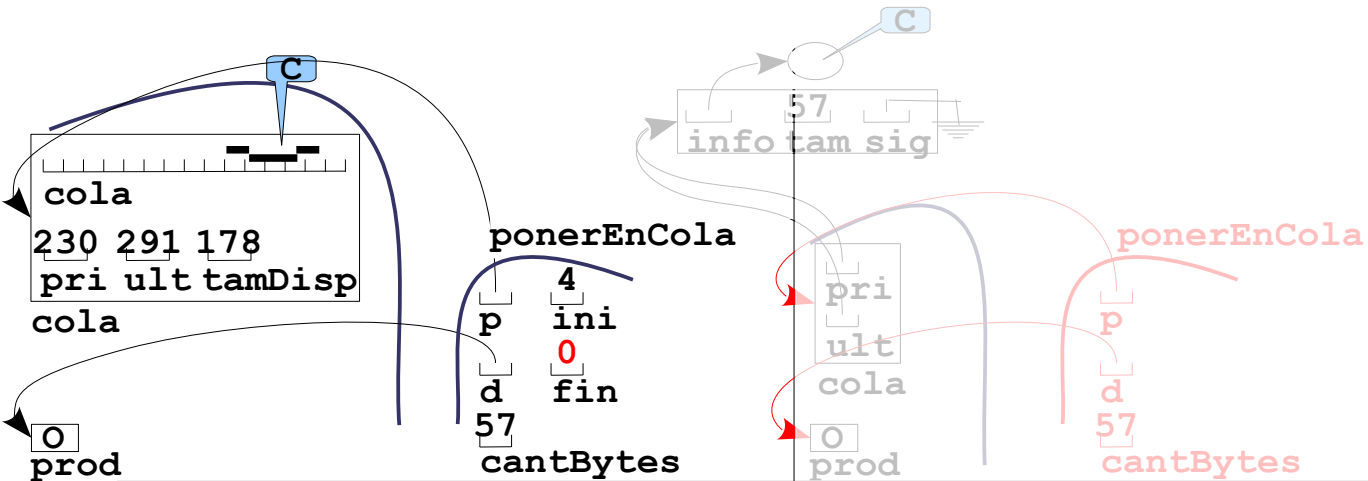 C
cola
230 291 178
pri ult tamDisp
cola
ponerEnCola
4
p ini
0
d fin
57
cantBytes
O
prod
C
57
info tam sig
pri
ult
cola
O
prod
ponerEnCola
p
d
57
cantBytes